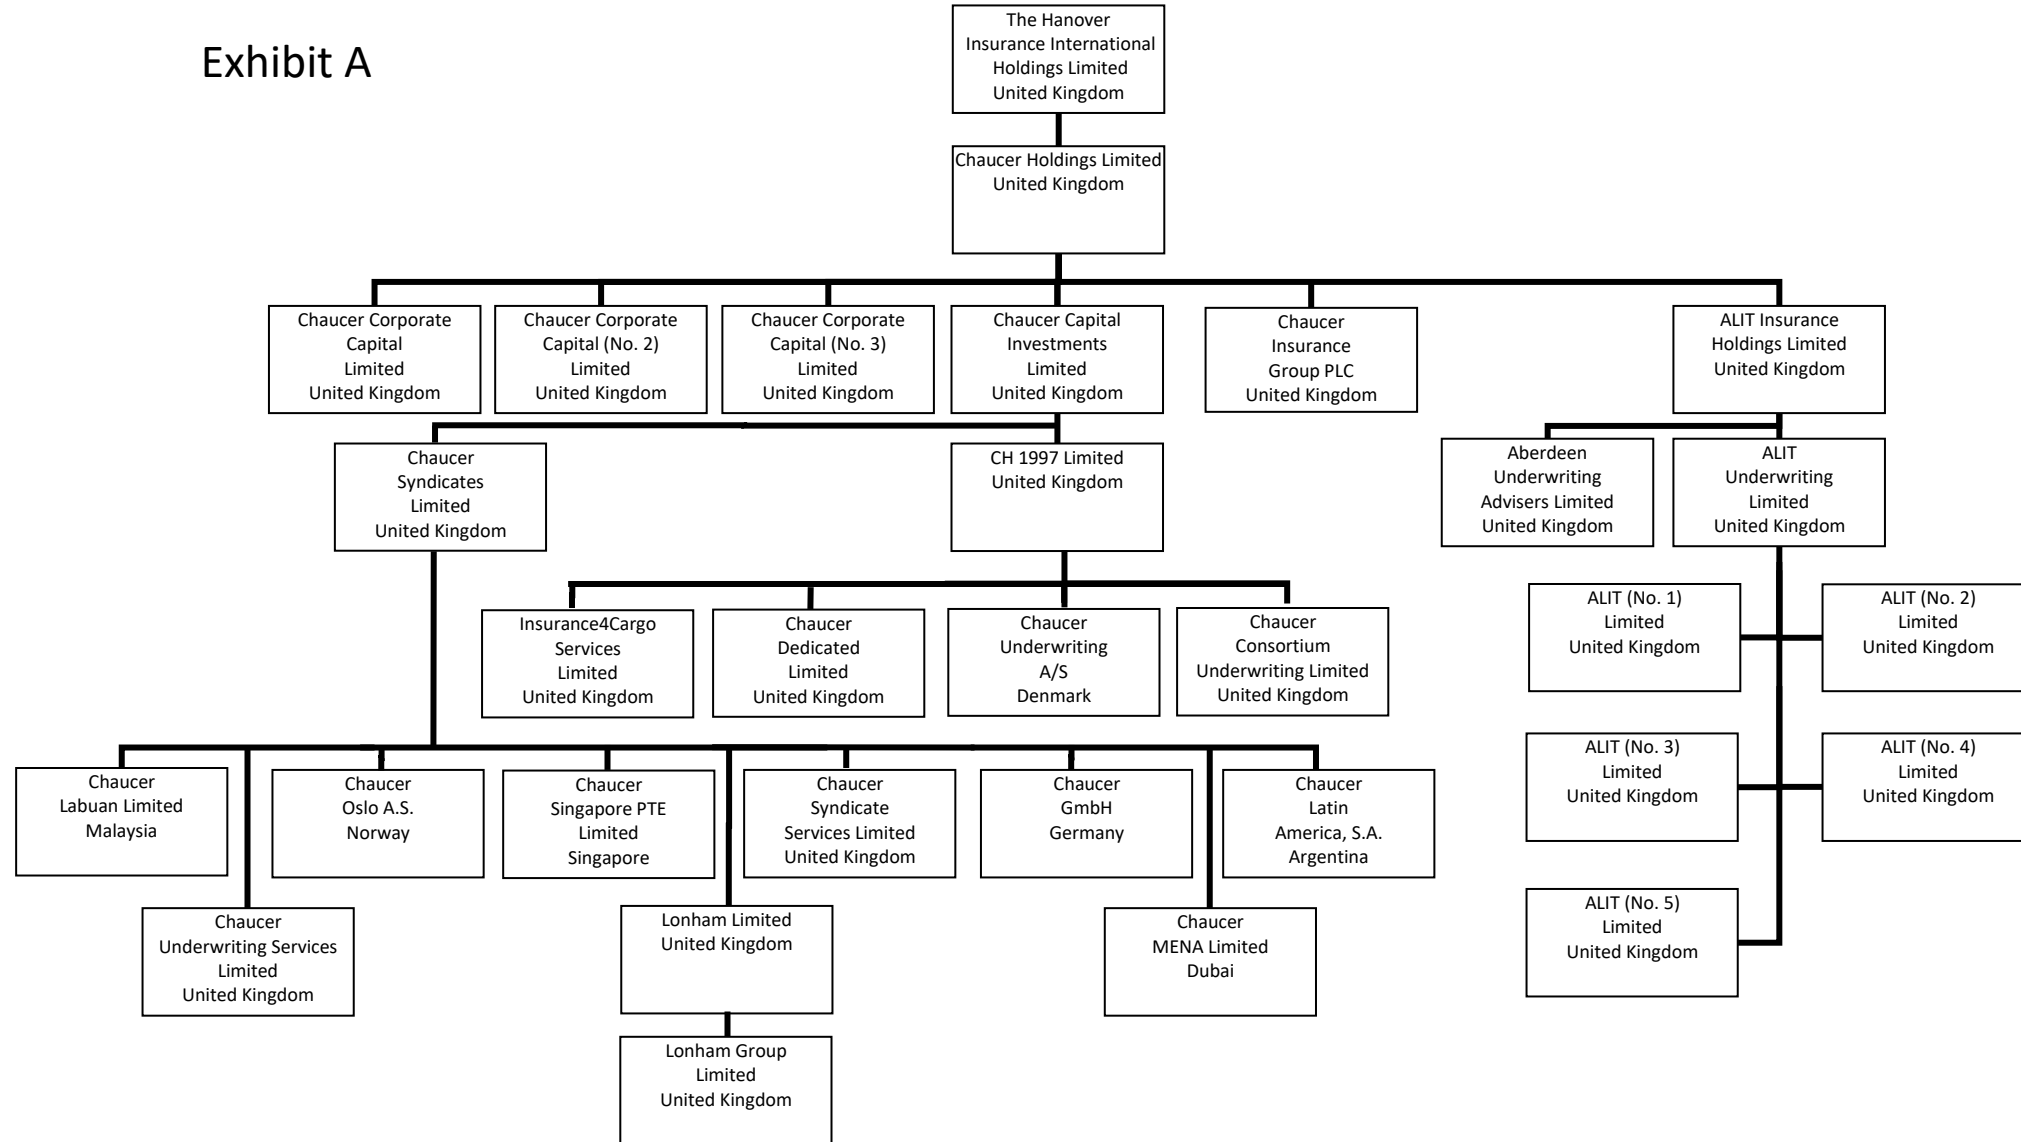 Exhibit A
The Hanover
Insurance International
Holdings Limited
United Kingdom
Chaucer Holdings Limited
United Kingdom
Chaucer Corporate
Capital
Limited
United Kingdom
Chaucer Corporate
Capital (No. 2)
Limited
United Kingdom
Chaucer Corporate
Capital (No. 3)
Limited
United Kingdom
Chaucer Capital
Investments
Limited
United Kingdom
Chaucer
Insurance
Group PLC
United Kingdom
ALIT Insurance
Holdings Limited
United Kingdom
Chaucer
Syndicates
Limited
United Kingdom
CH 1997 Limited
United Kingdom
Aberdeen
Underwriting
Advisers Limited
United Kingdom
ALIT
Underwriting
Limited
United Kingdom
Insurance4Cargo
Services
Limited
United Kingdom
Chaucer
Dedicated
Limited
United Kingdom
Chaucer
Underwriting
A/S
Denmark
Chaucer
Consortium
Underwriting Limited
United Kingdom
ALIT (No. 1)
Limited
United Kingdom
ALIT (No. 2)
Limited
United Kingdom
ALIT (No. 3)
Limited
United Kingdom
ALIT (No. 4)
Limited
United Kingdom
Chaucer
Labuan Limited
Malaysia
Chaucer
Oslo A.S.
Norway
Chaucer
Singapore PTE
Limited
Singapore
Chaucer
Syndicate
Services Limited
United Kingdom
Chaucer
GmbH
Germany
Chaucer
Latin
America, S.A.
Argentina
ALIT (No. 5)
Limited
United Kingdom
Chaucer
Underwriting Services
Limited
United Kingdom
Lonham Limited
United Kingdom
Chaucer
MENA Limited
Dubai
Lonham Group
Limited
United Kingdom